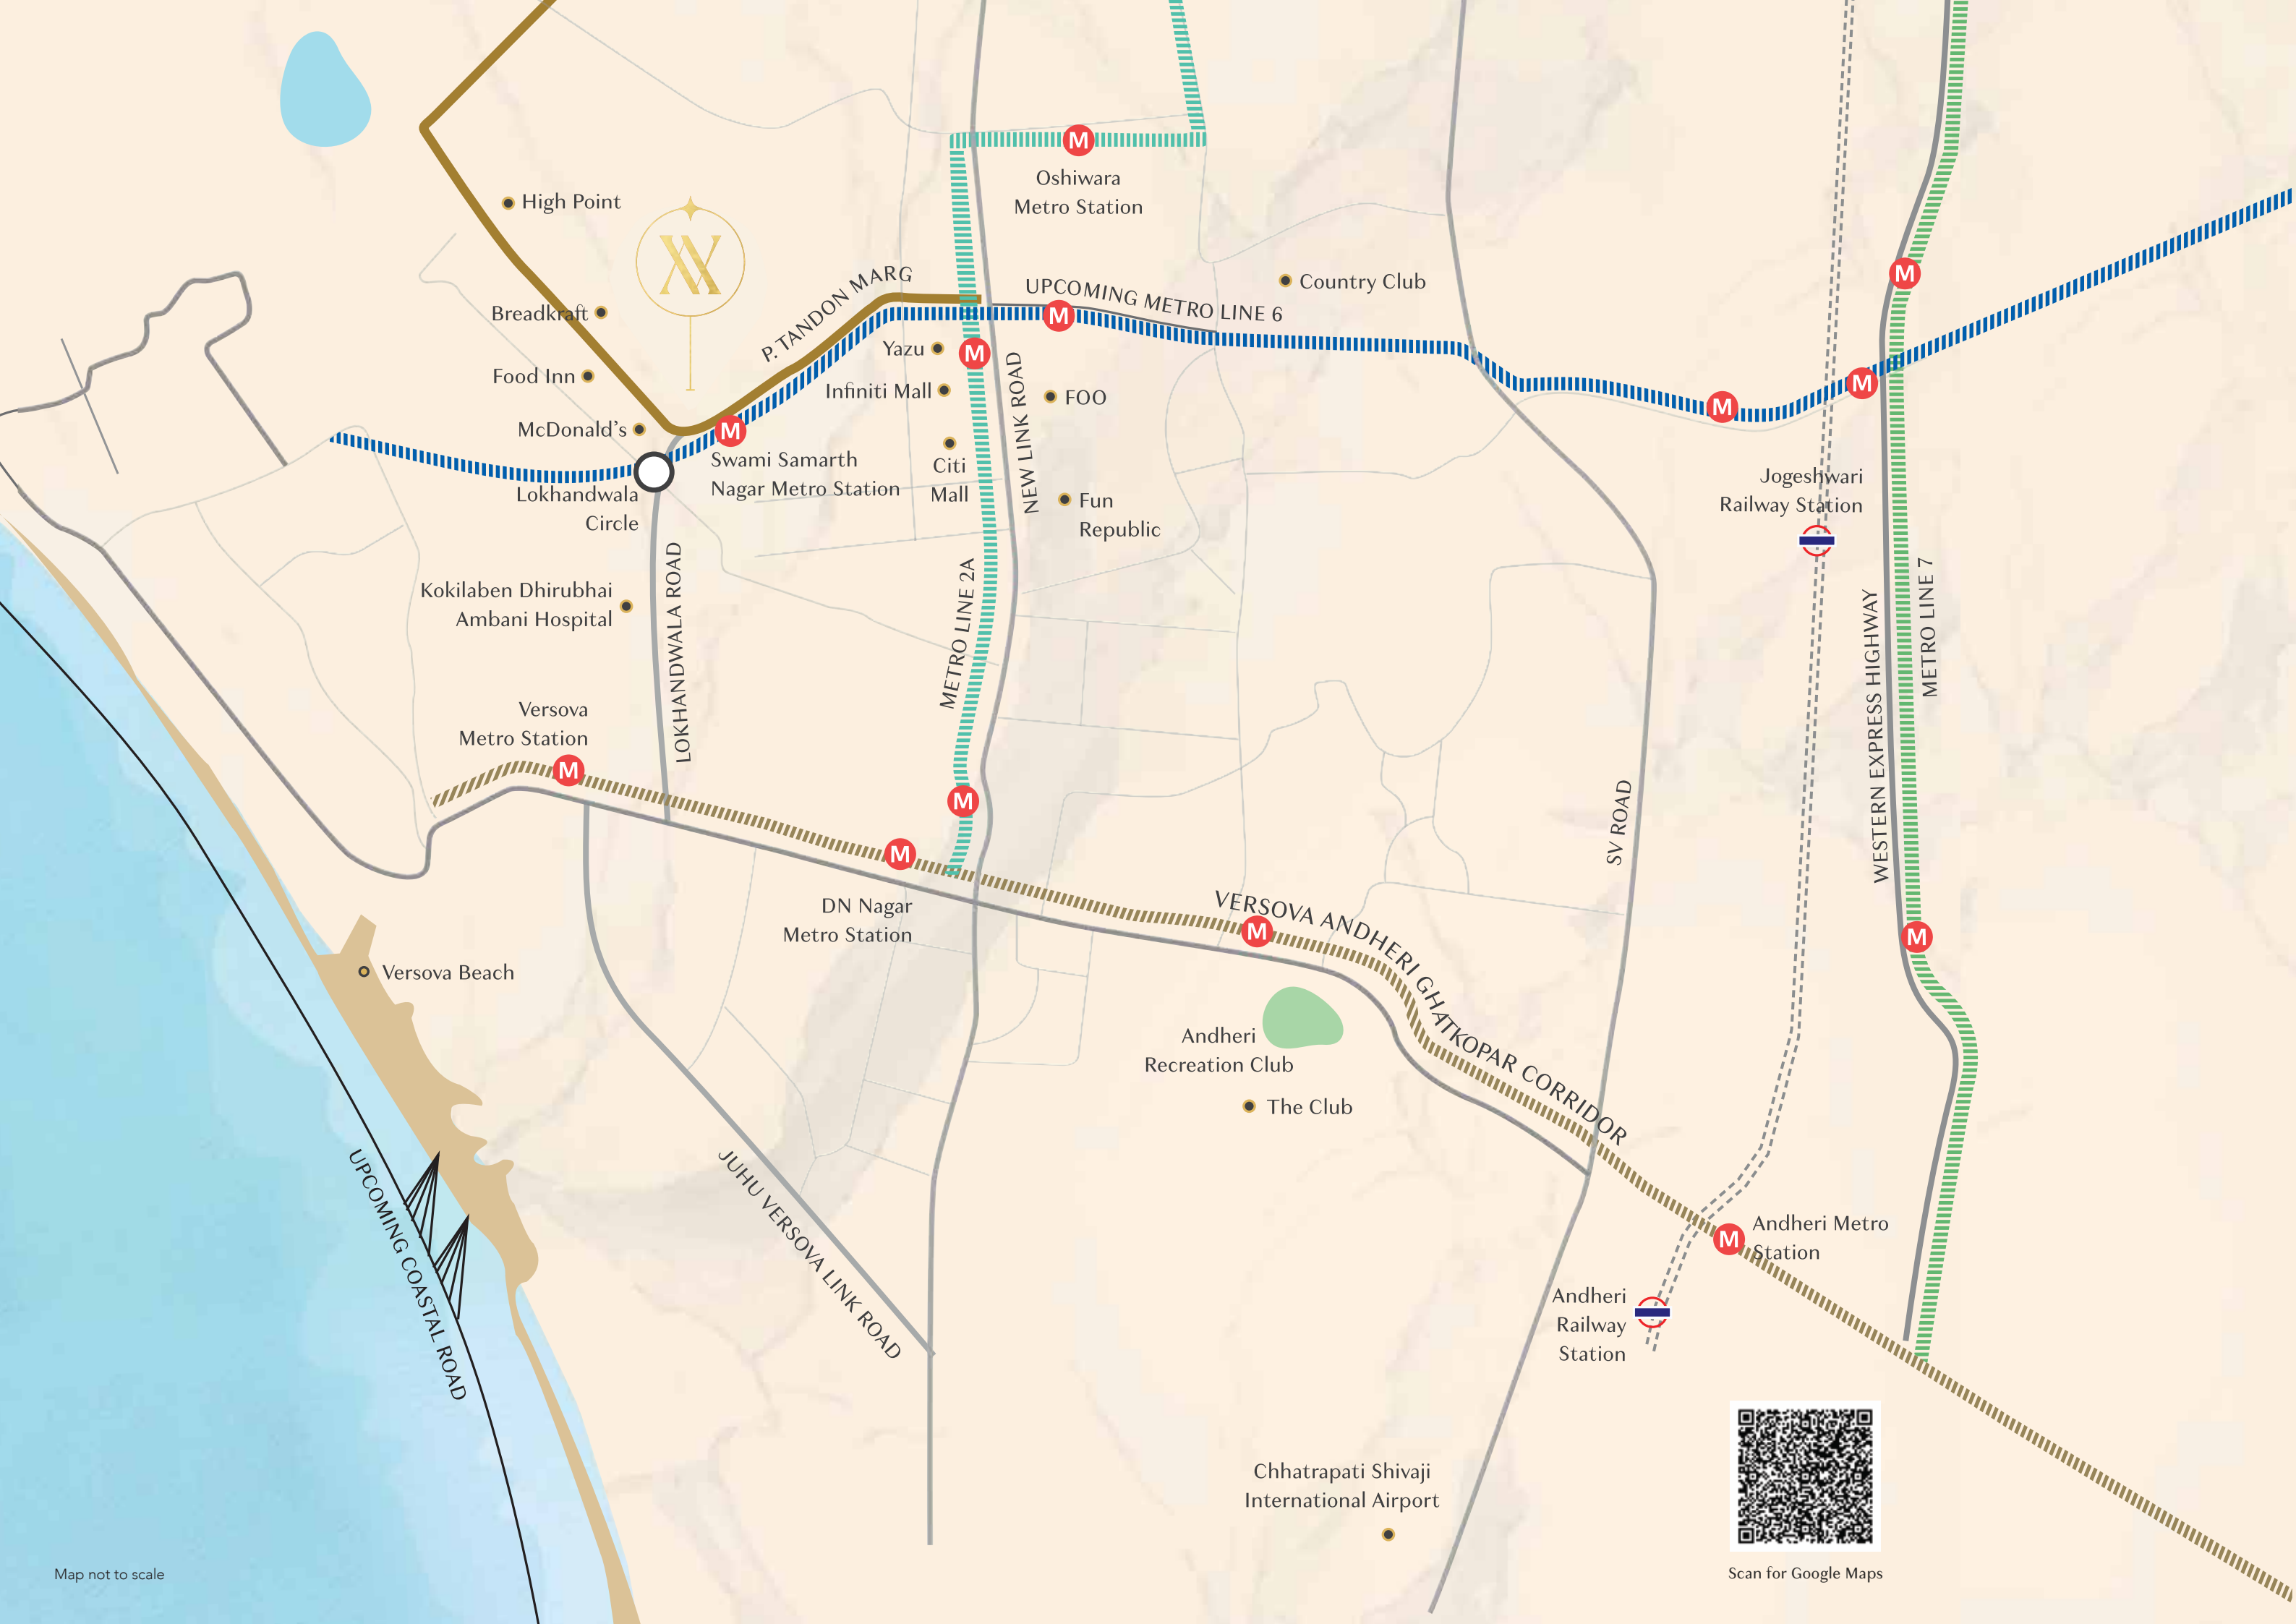 High Point
Oshiwara
Metro Station
Breadkraft
P. TANDON MARG
UPCOMING METRO LINE 6
Country Club
Yazu
Food Inn
Infiniti Mall
FOO
NEW LINK ROAD
McDonald's
Swami Samarth
Nagar Metro Station
Citi
Mall
Lokhandwala
Circle
Fun
Republic
Jogeshwari
Railway Station
Kokilaben Dhirubhai
Ambani Hospital
LOKHANDWALA ROAD
METRO LINE 2A
METRO LINE 7
WESTERN EXPRESS HIGHWAY
Versova
Metro Station
SV ROAD
DN Nagar
Metro Station
VERSOVA ANDHERI GHATKOPAR CORRIDOR
Versova Beach
Andheri
Recreation Club
The Club
UPCOMING COASTAL ROAD
JUHU VERSOVA LINK ROAD
Andheri Metro
Station
Andheri
Railway
Station
Chhatrapati Shivaji
International Airport
Map not to scale
Scan for Google Maps
M
M
M
M
M
M
M
M
M
M
M
M
M